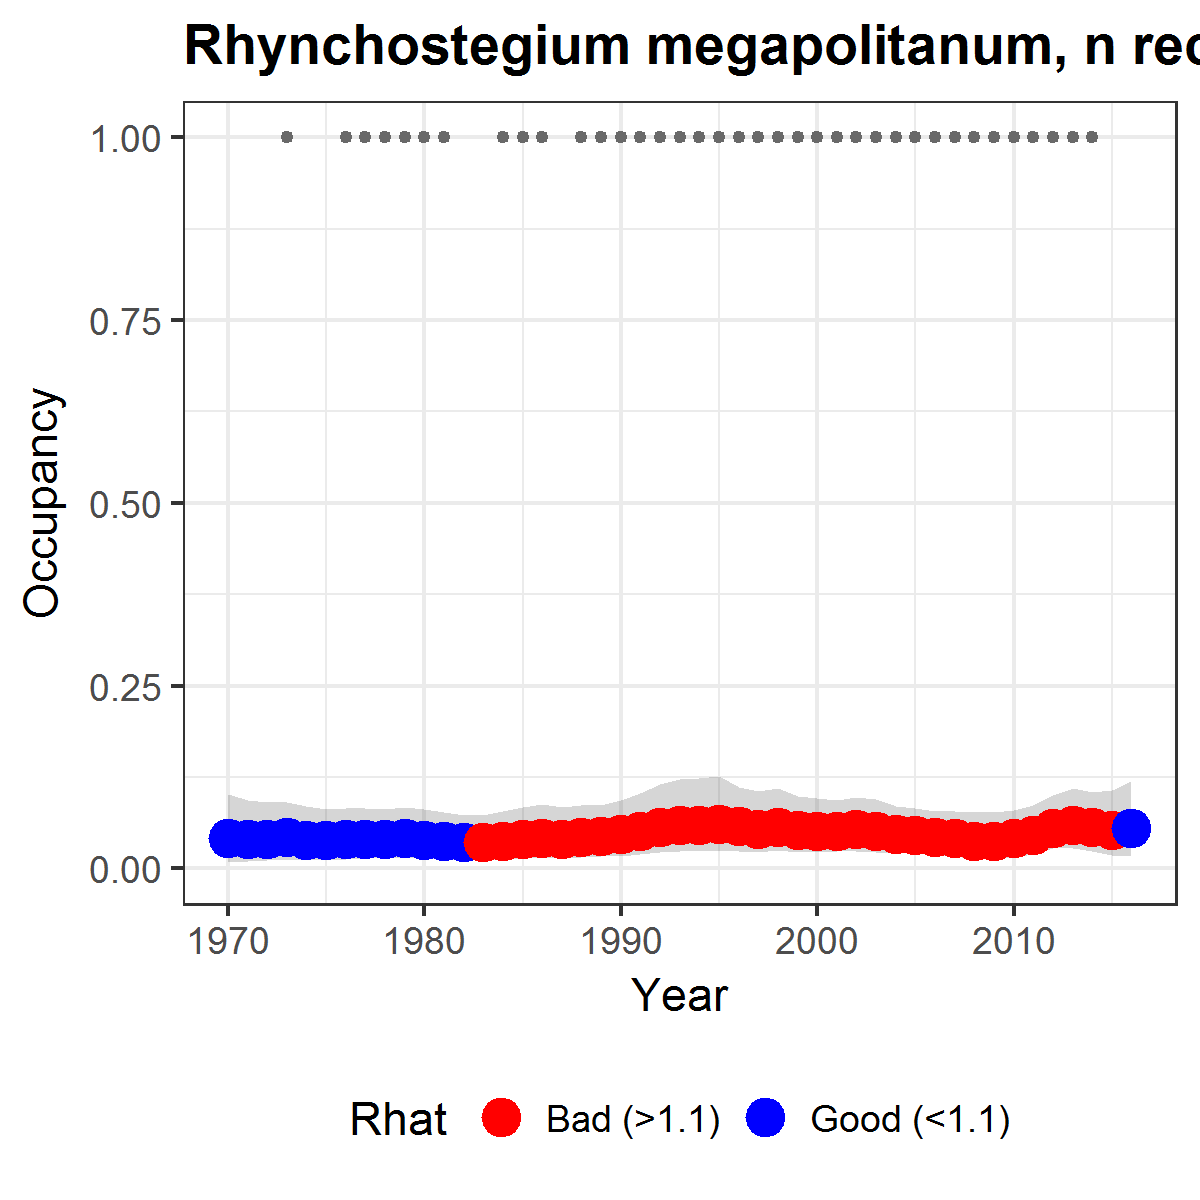 Rhynchostegium megapolitanum, n rec
1.00
0.75
0.50
0.25
0.00
Occupancy
1970 1980 1990 2000 2010
Year
Rhat Bad (>1.1) Good (<1.1)